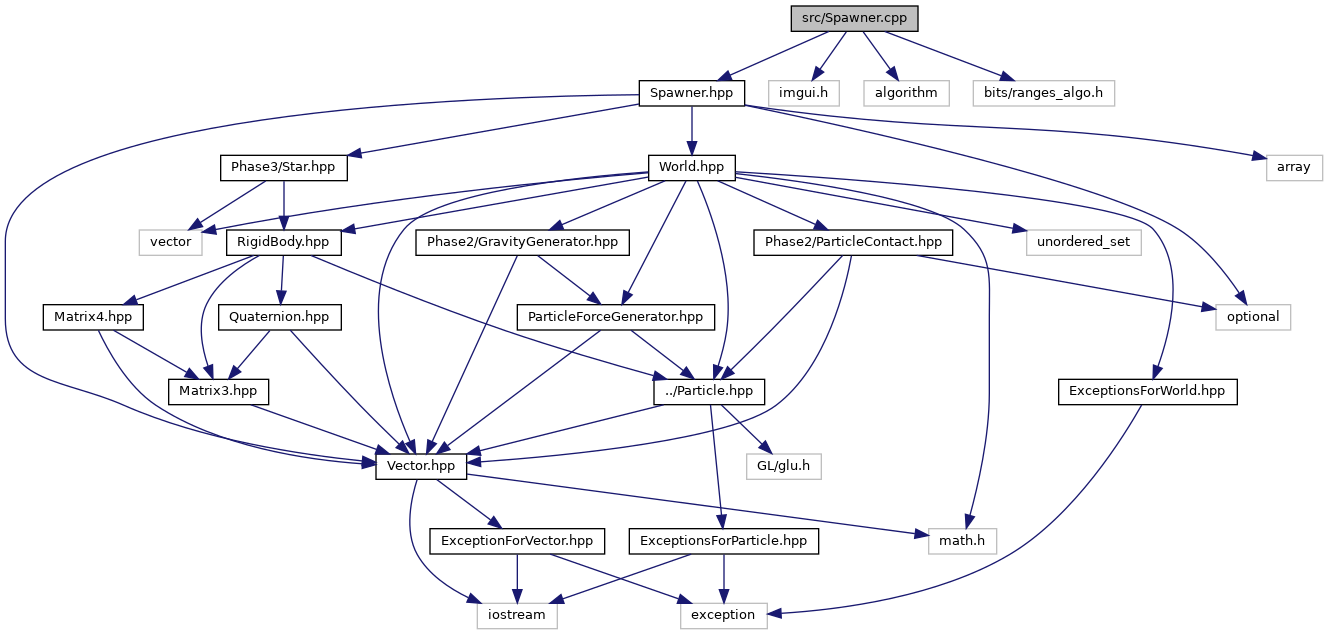 src/Spawner.cpp
Spawner.hpp
imgui.h
algorithm
bits/ranges_algo.h
Phase3/Star.hpp
World.hpp
array
vector
RigidBody.hpp
Phase2/GravityGenerator.hpp
Phase2/ParticleContact.hpp
unordered_set
Matrix4.hpp
Quaternion.hpp
ParticleForceGenerator.hpp
optional
Matrix3.hpp
../Particle.hpp
ExceptionsForWorld.hpp
Vector.hpp
GL/glu.h
ExceptionForVector.hpp
ExceptionsForParticle.hpp
math.h
iostream
exception